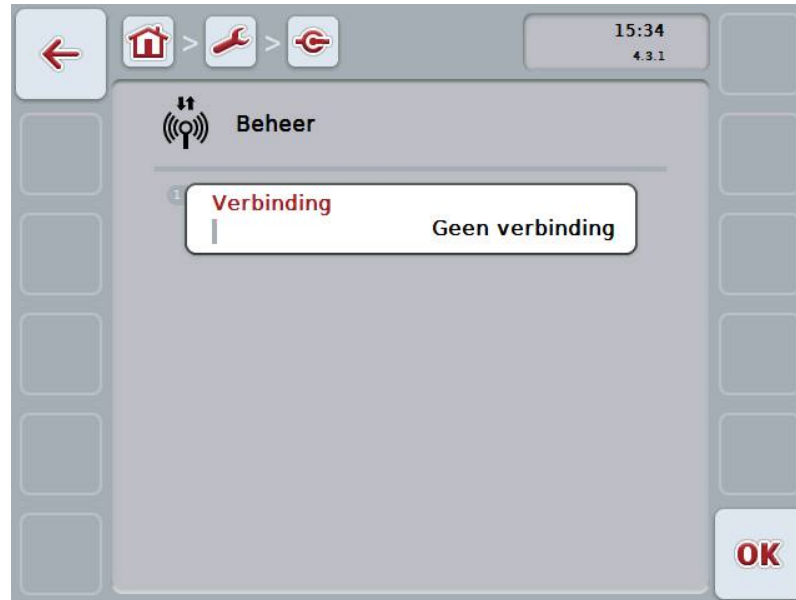 > >
15:34
4.3.1
Beheer
1
Verbinding
Geen verbinding
OK